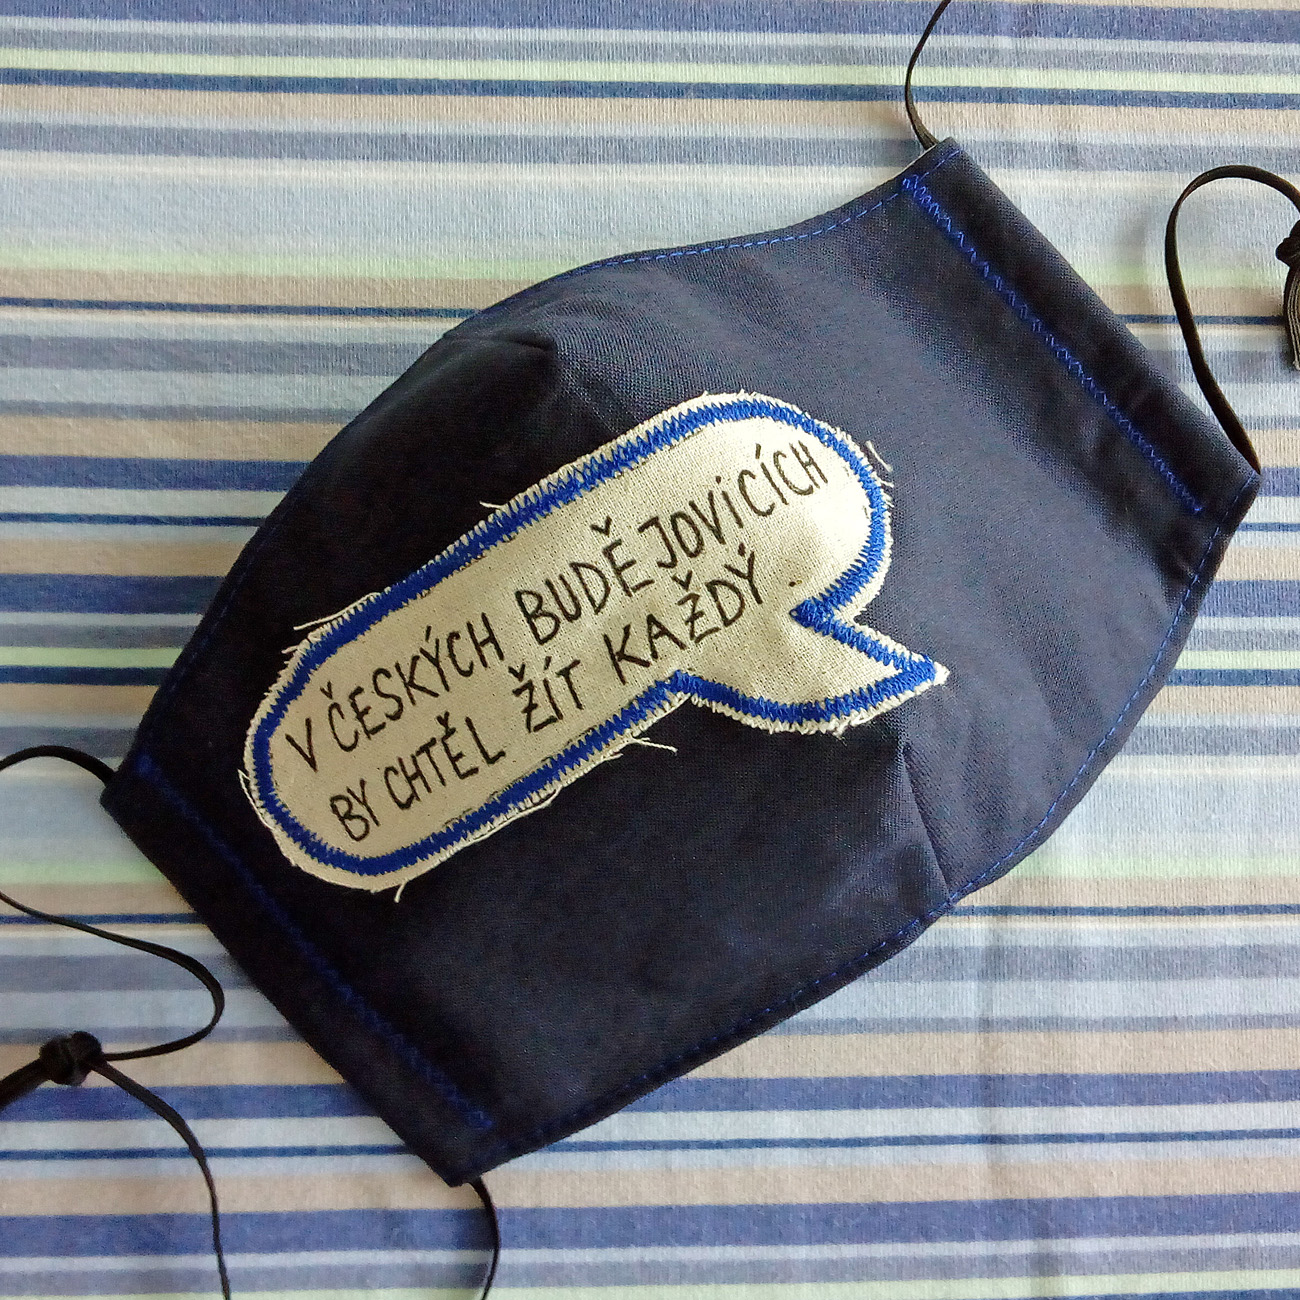 V ČESKÝCH BUDĚJOVICÍCH
BY CHTĚL ŽÍT KAŽDÝ.